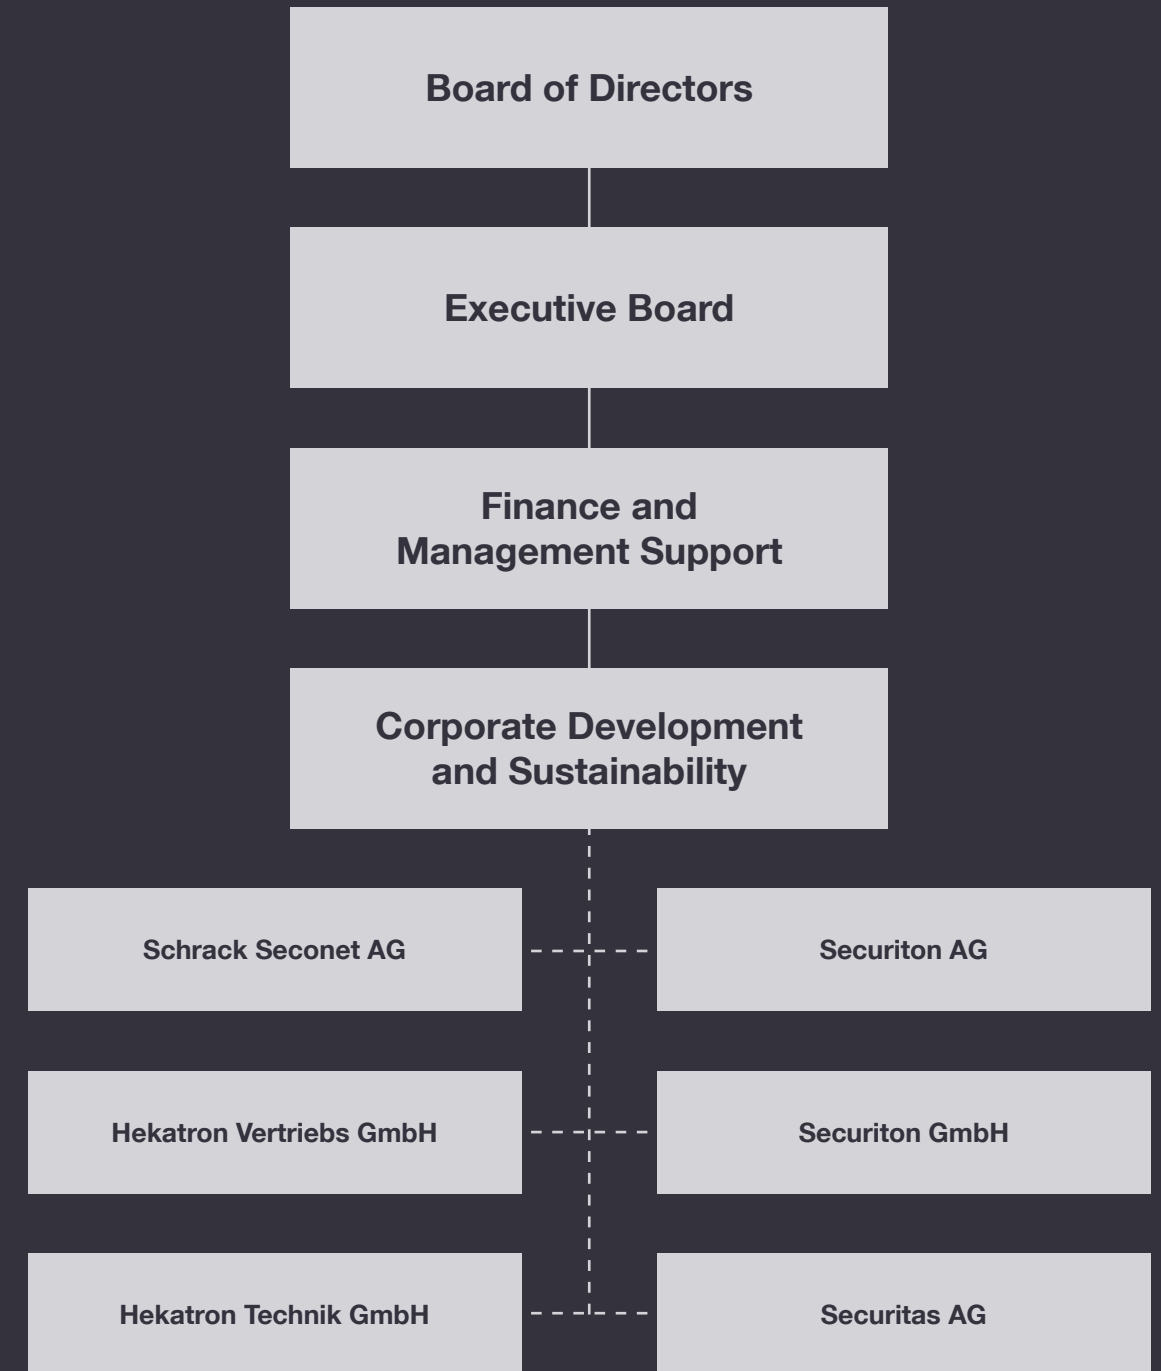 Board of Directors
Executive Board
Finance and
Management Support
Corporate Development
and Sustainability
Schrack Seconet AG
Securiton AG
Hekatron Vertriebs GmbH
Securiton GmbH
Hekatron Technik GmbH
Securitas AG